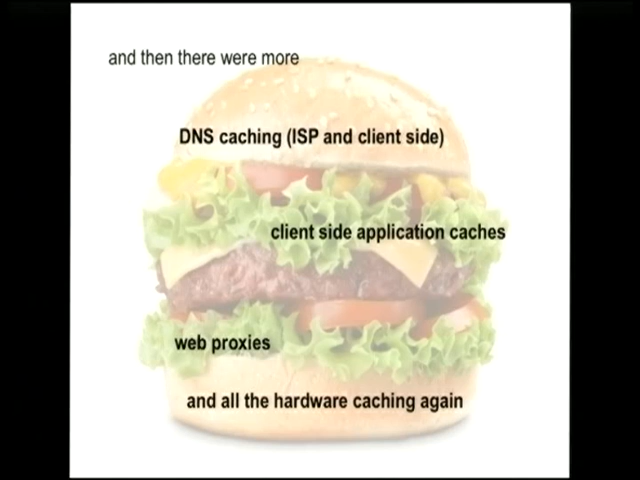 and then there were more
DNS caching (ISP and client side)
client side application caches
web proxies
and all the hardware caching again